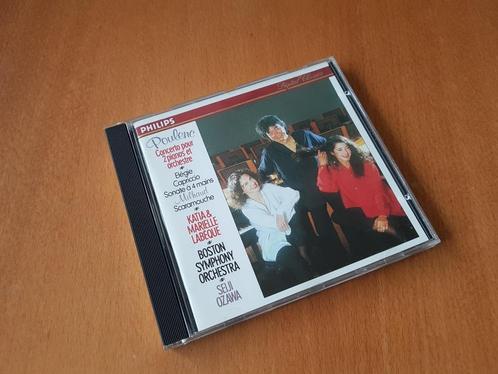 PHILIPS
Digital Classics
Poulenc
Concerto pour
2 pianos et
orchestre
Elégie
Capriccio
Sonate à 4 mains
Milhaud
Scaramouche
KATIA &
MARIELLE
LABÈQUE
BOSTON
SYMPHONY
ORCHESTRA
SEIJI
OZAWA